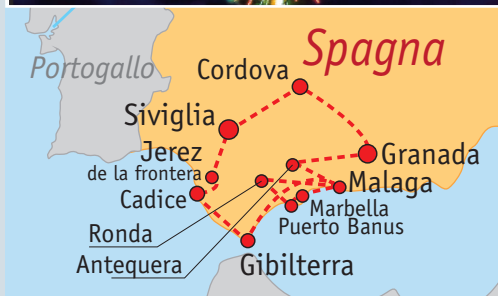 Spagna
Portogallo
Cordova
Siviglia
Jerez
de la frontera
Granada
Malaga
Cadice
Marbella
Puerto Banus
Ronda
Antequera
Gibilterra